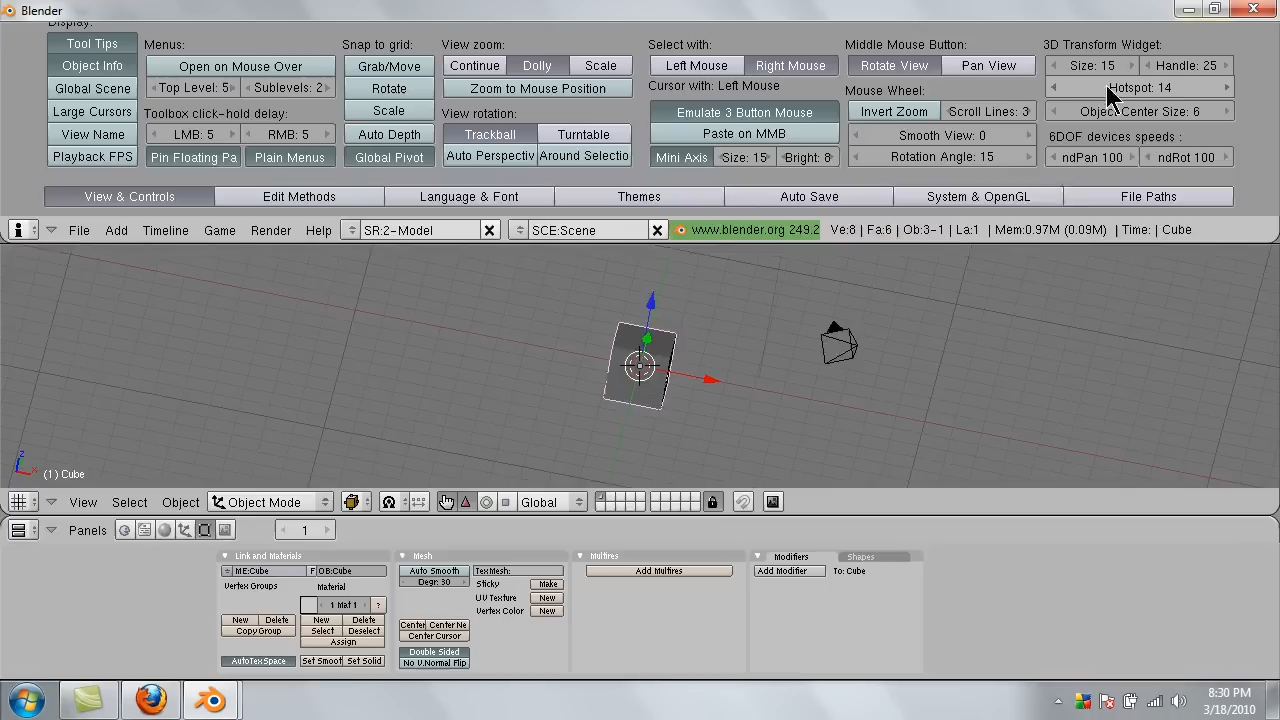 Blender
Display:
Tool Tips
Object Info
Global Scene
Large Cursors
View Name
Playback FPS
Menus:
Open on Mouse Over
Top Level: 5
Sublevels: 2
Toolbox click-hold delay:
LMB: 5
RMB: 5
Pin Floating Pa
Plain Menus
Snap to grid:
Grab/Move
Rotate
Scale
Auto Depth
Global Pivot
View zoom:
Continue
Dolly
Scale
Zoom to Mouse Position
View rotation:
Trackball
Turntable
Auto Perspectiv
Around Selectio
Select with:
Left Mouse
Right Mouse
Cursor with: Left Mouse
Emulate 3 Button Mouse
Paste on MMB
Mini Axis
Size: 15
Bright: 8
Middle Mouse Button:
Rotate View
Pan View
Mouse Wheel:
Invert Zoom
Scroll Lines: 3
Smooth View: 0
Rotation Angle: 15
3D Transform Widget:
Size: 15
Handle: 25
Hotspot: 14
Object Center Size: 6
6DOF devices speeds :
ndPan 100
ndRot 100
View & Controls
Edit Methods
Language & Font
Themes
Auto Save
System & OpenGL
File Paths
File
Add
Timeline
Game
Render
Help
SR:2-Model
SCE:Scene
www.blender.org 249.2
Ve:8 | Fa:6 | Ob:3-1 | La:1 | Mem:0.97M (0.09M) | Time: | Cube
z
x
(1) Cube
View
Select
Object
Object Mode
Global
Panels
1
Link and Materials
ME:Cube
F
OB:Cube
Vertex Groups
Material
1 Mat 1
?
New
Delete
Copy Group
New
Delete
Select
Deselect
Assign
AutoTexSpace
Set Smoot
Set Solid
Mesh
Auto Smooth
Degr: 30
TexMesh:
Sticky
Make
UV Texture
New
Vertex Color
New
Center
Center Ne
Center Cursor
Double Sided
No V.Normal Flip
Multires
Add Multires
Modifiers
Shapes
Add Modifier
To: Cube
8:30 PM
3/18/2010